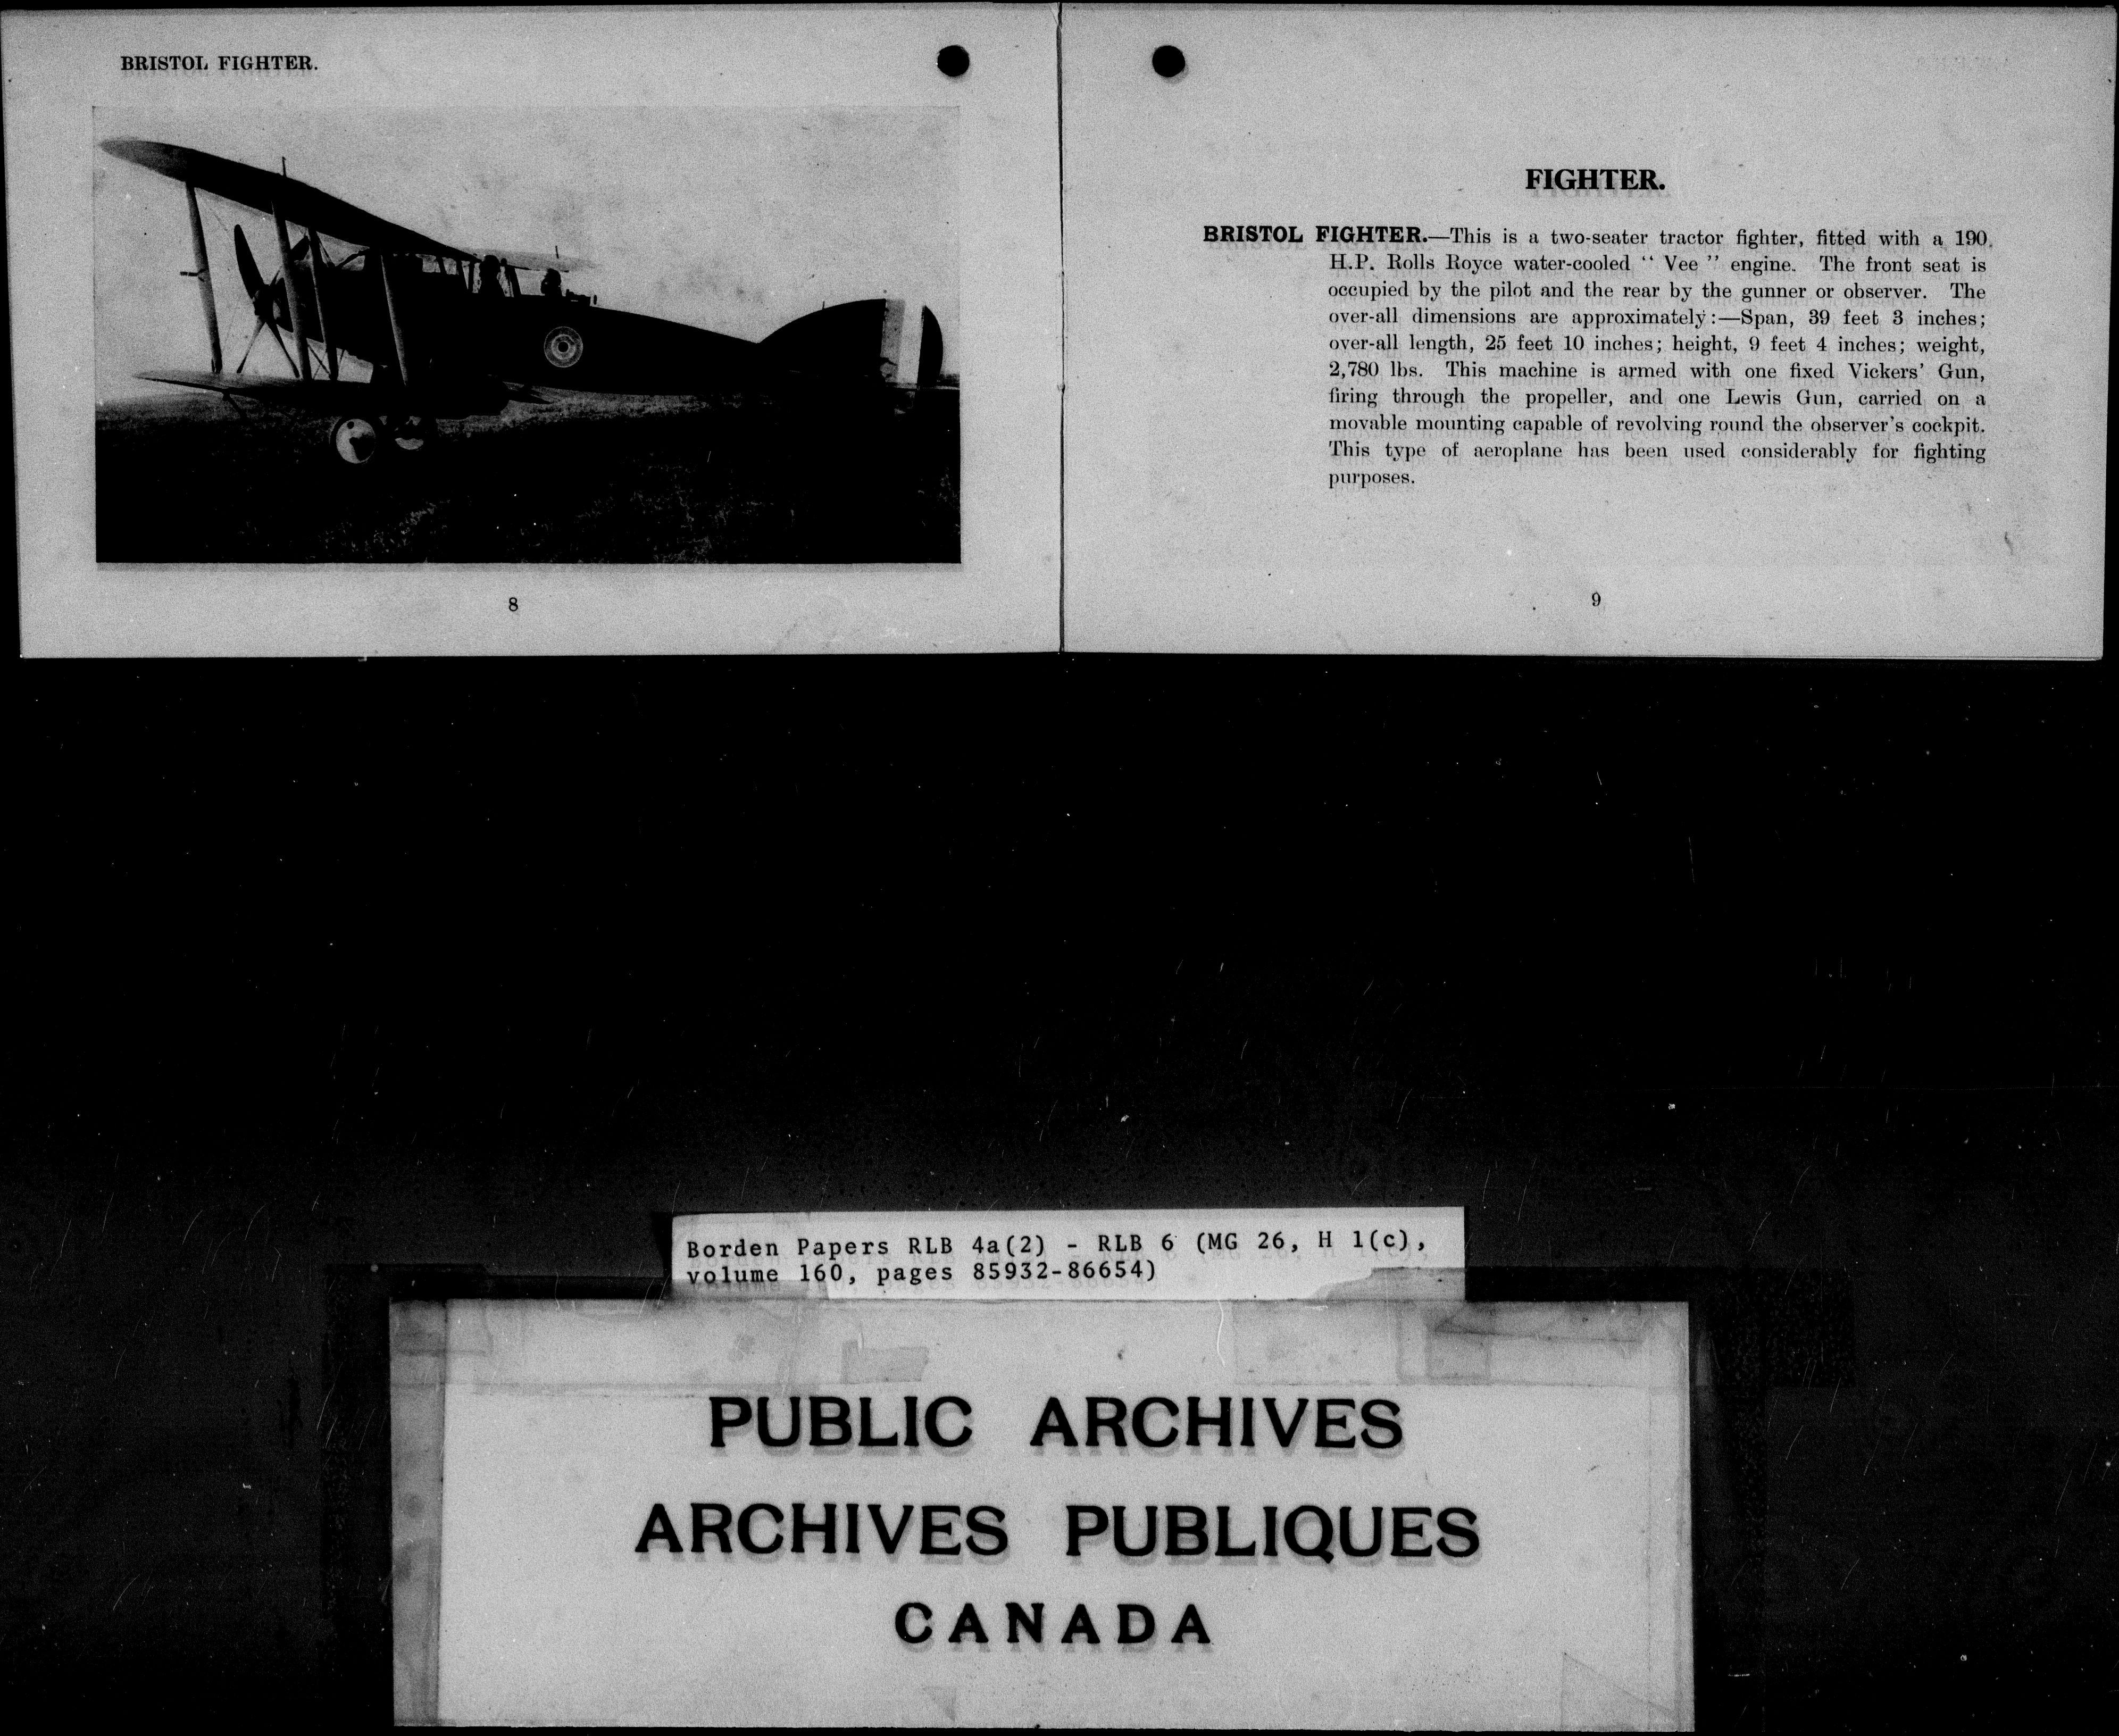 BRISTOL FIGHTER.
8
FIGHTER.
BRISTOL FIGHTER.—This is a two-seater tractor fighter, fitted with a 190
H.P. Rolls Royce water-cooled “ Vee ” engine. The front seat is
occupied by the pilot and the rear by the gunner or observer. The
over-all dimensions are approximately:—Span, 39 feet 3 inches;
over-all length, 25 feet 10 inches; height, 9 feet 4 inches; weight,
2,780 lbs. This machine is armed with one fixed Vickers’ Gun,
firing through the propeller, and one Lewis Gun, carried on a
movable mounting capable of revolving round the observer’s cockpit.
This type of aeroplane has been used considerably for fighting
purposes.
9
Borden Papers RLB 4a(2) - RLB 6 (MG 26, H 1(c),
volume 160, pages 85932-86654)
PUBLIC ARCHIVES
ARCHIVES PUBLIQUES
CANADA